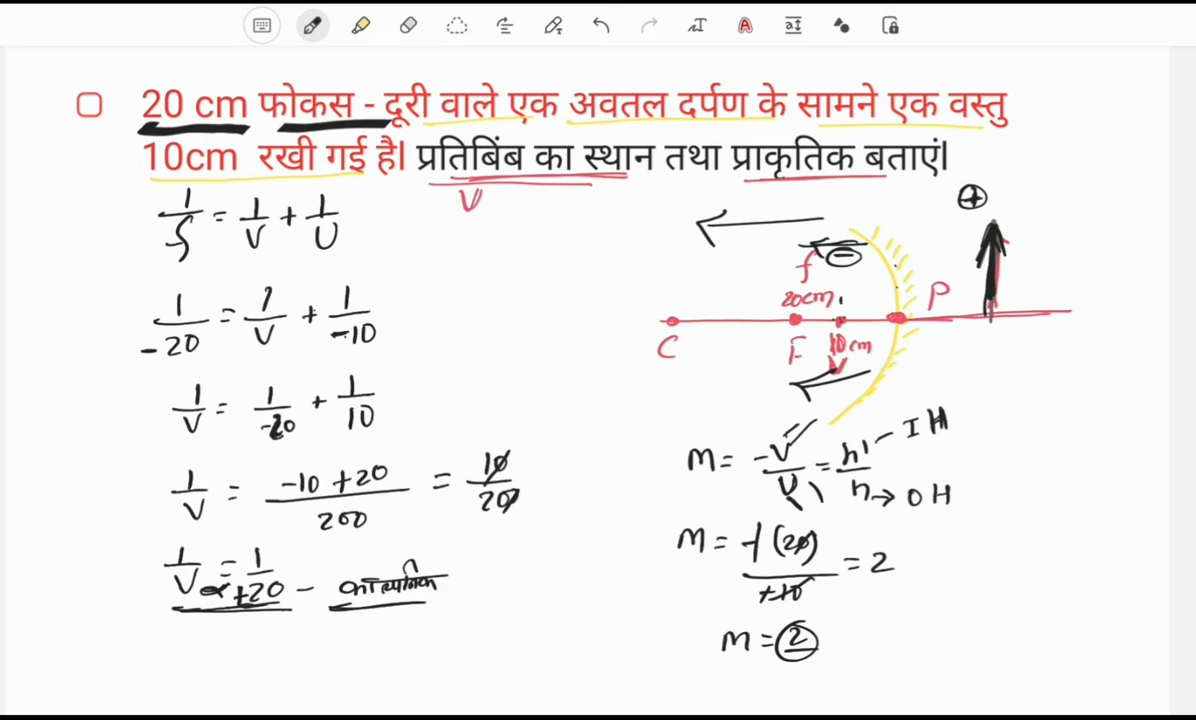 20 cm फोकस - दूरी वाले एक अवतल दर्पण के सामने एक वस्तु
10cm रखी गई है। प्रतिबिंब का स्थान तथा प्राकृतिक बताएं।
V
1/f = 1/V + 1/U
1/-20 = 1/V + 1/-10
1/V = 1/-20 + 1/10
1/V = -10 +20/200 = 10/200
1/V = 1/+20 - काल्पनिक
+
f -
20cm
P
C F 10cm
M = -V/U = h'/h - I H → O H
M = -(20)/+10 = 2
M = 2